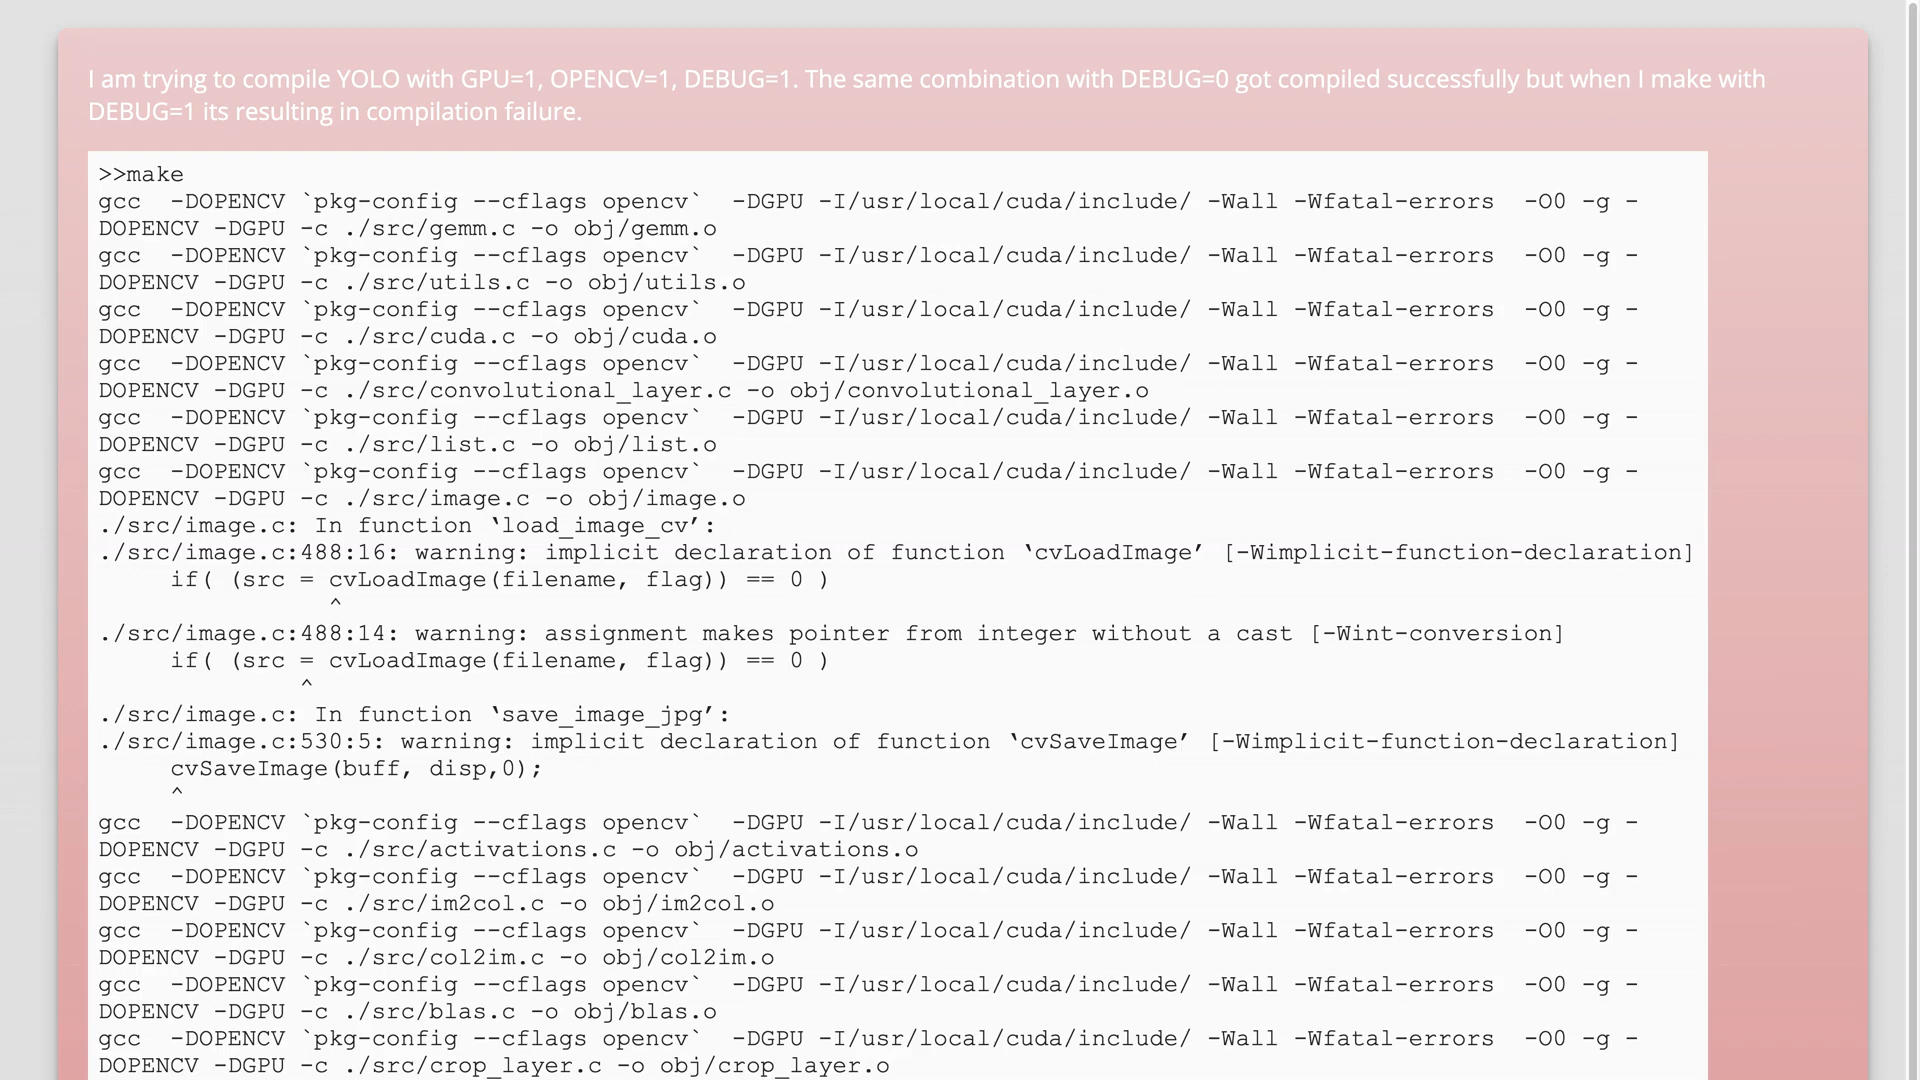 I am trying to compile YOLO with GPU=1, OPENCV=1, DEBUG=1. The same combination with DEBUG=0 got compiled successfully but when I make with
DEBUG=1 its resulting in compilation failure.
>>make
gcc  -DOPENCV `pkg-config --cflags opencv`  -DGPU -I/usr/local/cuda/include/ -Wall -Wfatal-errors  -O0 -g -
DOPENCV -DGPU -c ./src/gemm.c -o obj/gemm.o
gcc  -DOPENCV `pkg-config --cflags opencv`  -DGPU -I/usr/local/cuda/include/ -Wall -Wfatal-errors  -O0 -g -
DOPENCV -DGPU -c ./src/utils.c -o obj/utils.o
gcc  -DOPENCV `pkg-config --cflags opencv`  -DGPU -I/usr/local/cuda/include/ -Wall -Wfatal-errors  -O0 -g -
DOPENCV -DGPU -c ./src/cuda.c -o obj/cuda.o
gcc  -DOPENCV `pkg-config --cflags opencv`  -DGPU -I/usr/local/cuda/include/ -Wall -Wfatal-errors  -O0 -g -
DOPENCV -DGPU -c ./src/convolutional_layer.c -o obj/convolutional_layer.o
gcc  -DOPENCV `pkg-config --cflags opencv`  -DGPU -I/usr/local/cuda/include/ -Wall -Wfatal-errors  -O0 -g -
DOPENCV -DGPU -c ./src/list.c -o obj/list.o
gcc  -DOPENCV `pkg-config --cflags opencv`  -DGPU -I/usr/local/cuda/include/ -Wall -Wfatal-errors  -O0 -g -
DOPENCV -DGPU -c ./src/image.c -o obj/image.o
./src/image.c: In function ‘load_image_cv’:
./src/image.c:488:16: warning: implicit declaration of function ‘cvLoadImage’ [-Wimplicit-function-declaration]
     if( (src = cvLoadImage(filename, flag)) == 0 )
                ^
./src/image.c:488:14: warning: assignment makes pointer from integer without a cast [-Wint-conversion]
     if( (src = cvLoadImage(filename, flag)) == 0 )
              ^
./src/image.c: In function ‘save_image_jpg’:
./src/image.c:530:5: warning: implicit declaration of function ‘cvSaveImage’ [-Wimplicit-function-declaration]
     cvSaveImage(buff, disp,0);
     ^
gcc  -DOPENCV `pkg-config --cflags opencv`  -DGPU -I/usr/local/cuda/include/ -Wall -Wfatal-errors  -O0 -g -
DOPENCV -DGPU -c ./src/activations.c -o obj/activations.o
gcc  -DOPENCV `pkg-config --cflags opencv`  -DGPU -I/usr/local/cuda/include/ -Wall -Wfatal-errors  -O0 -g -
DOPENCV -DGPU -c ./src/im2col.c -o obj/im2col.o
gcc  -DOPENCV `pkg-config --cflags opencv`  -DGPU -I/usr/local/cuda/include/ -Wall -Wfatal-errors  -O0 -g -
DOPENCV -DGPU -c ./src/col2im.c -o obj/col2im.o
gcc  -DOPENCV `pkg-config --cflags opencv`  -DGPU -I/usr/local/cuda/include/ -Wall -Wfatal-errors  -O0 -g -
DOPENCV -DGPU -c ./src/blas.c -o obj/blas.o
gcc  -DOPENCV `pkg-config --cflags opencv`  -DGPU -I/usr/local/cuda/include/ -Wall -Wfatal-errors  -O0 -g -
DOPENCV -DGPU -c ./src/crop_layer.c -o obj/crop_layer.o